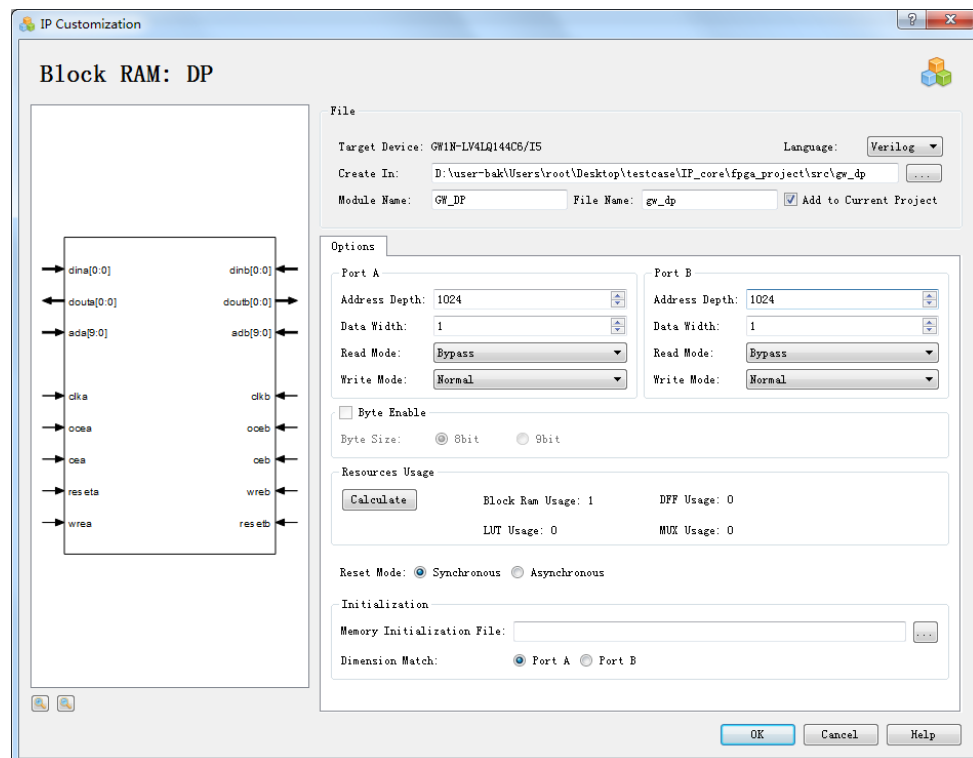 IP Customization
Block RAM: DP
File
Target Device: GW1N-LV4LQ144C6/I5 Language: Verilog
Create In: D:\user-bak\Users\root\Desktop\testcase\IP_core\fpga_project\src\gw_dp ...
Module Name: GW_DP File Name: gw_dp Add to Current Project
Options
Port A Port B
Address Depth: 1024 Address Depth: 1024
Data Width: 1 Data Width: 1
Read Mode: Bypass Read Mode: Bypass
Write Mode: Normal Write Mode: Normal
Byte Enable
Byte Size: 8bit 9bit
Resources Usage
Calculate Block Ram Usage: 1 DFF Usage: 0
LUT Usage: 0 MUX Usage: 0
Reset Mode: Synchronous Asynchronous
Initialization
Memory Initialization File: ...
Dimension Match: Port A Port B
dina[0:0] dinb[0:0]
douta[0:0] doutb[0:0]
ada[9:0] adb[9:0]
clka clkb
ocea oceb
cea ceb
reseta wreb
wrea resetb
OK Cancel Help